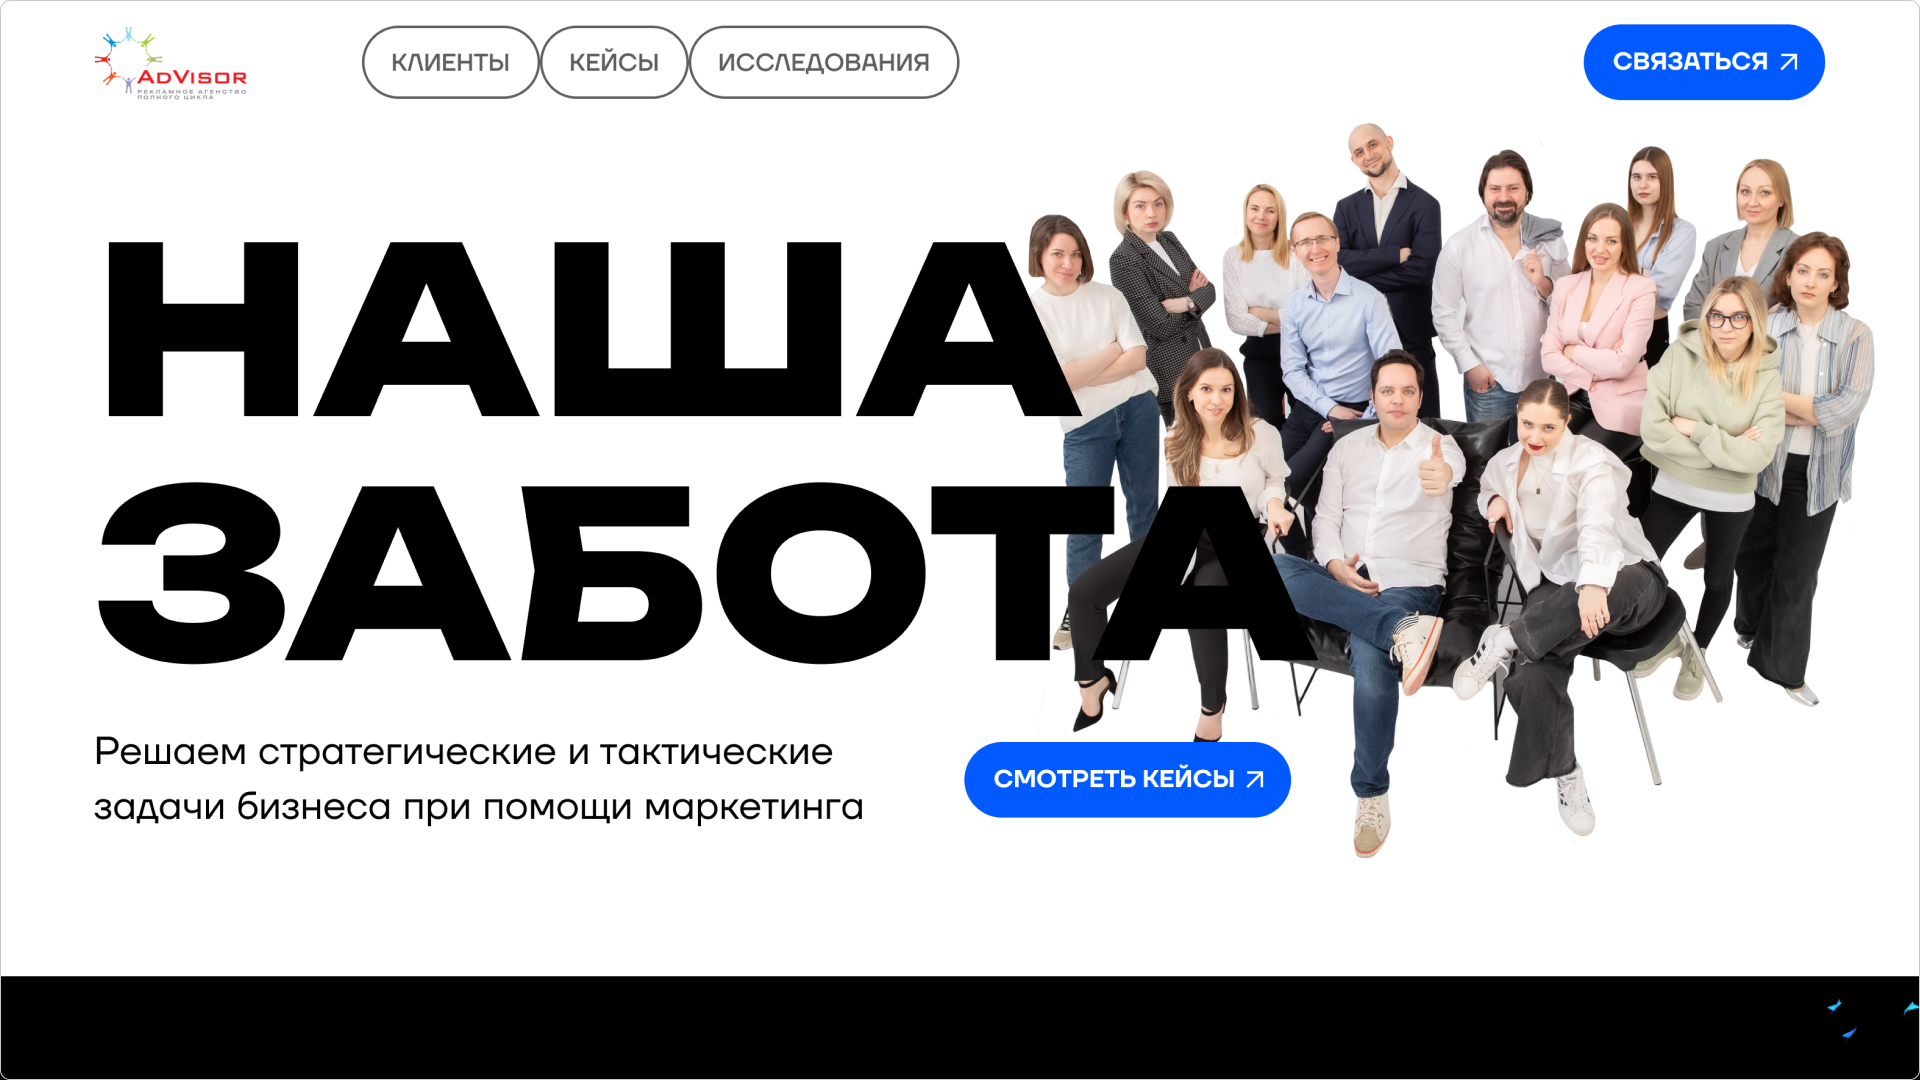 ADVISOR
РЕКЛАМНОЕ АГЕНСТВО
ПОЛНОГО ЦИКЛА
КЛИЕНТЫ
КЕЙСЫ
ИССЛЕДОВАНИЯ
СВЯЗАТЬСЯ
НАША
ЗАБОТА
Решаем стратегические и тактические
задачи бизнеса при помощи маркетинга
СМОТРЕТЬ КЕЙСЫ